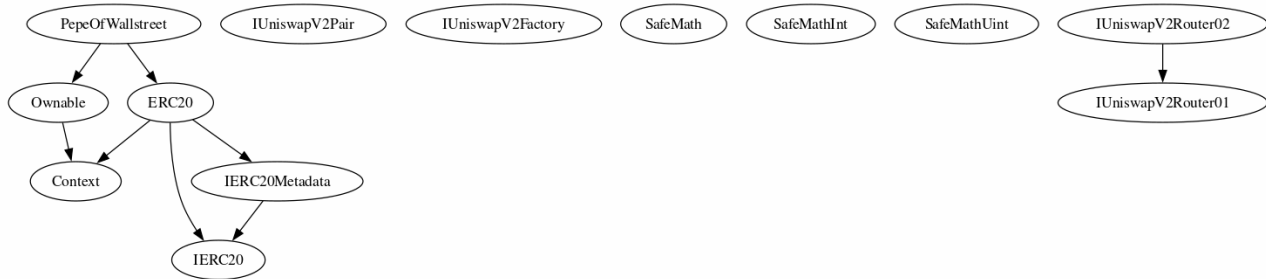 PepeOfWallstreet IUniswapV2Pair IUniswapV2Factory SafeMath SafeMathInt SafeMathUint IUniswapV2Router02
Ownable ERC20 IUniswapV2Router01
Context IERC20Metadata
IERC20